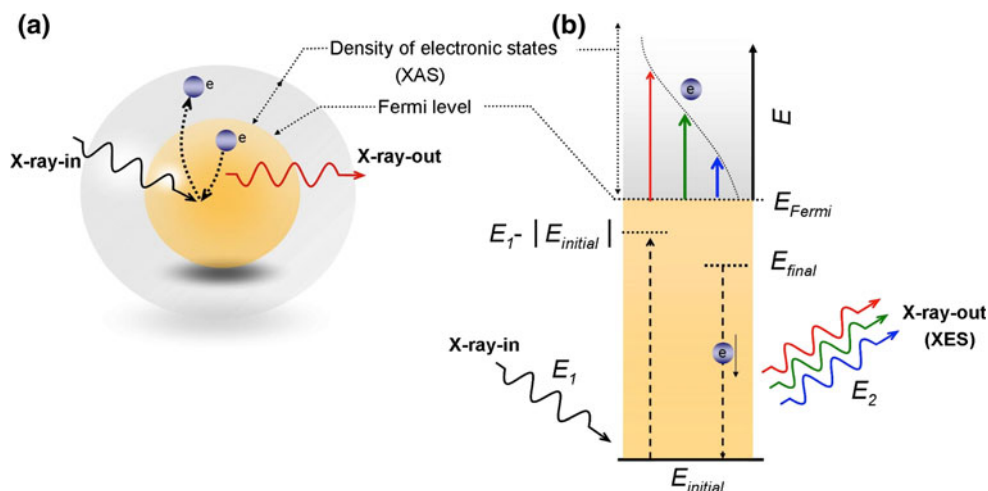 (a)
Density of electronic states
(XAS)
Fermi level
e
e
X-ray-in
X-ray-out
(b)
e
E
E_Fermi
E_1- | E_initial |
E_final
X-ray-in
E_1
e
X-ray-out
(XES)
E_2
E_initial